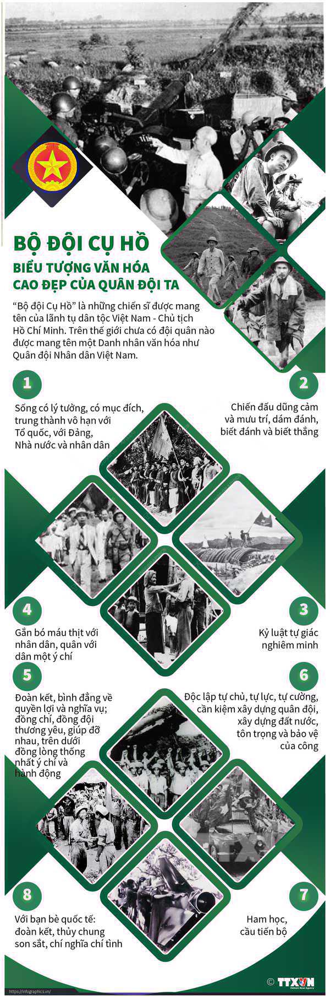 BỘ ĐỘI CỤ HỒ
BIỂU TƯỢNG VĂN HÓA
CAO ĐẸP CỦA QUÂN ĐỘI TA
“Bộ đội Cụ Hồ” là những chiến sĩ được mang
tên của lãnh tụ dân tộc Việt Nam - Chủ tịch
Hồ Chí Minh. Trên thế giới chưa có đội quân nào
được mang tên một Danh nhân văn hóa như
Quân đội Nhân dân Việt Nam.
1
Sống có lý tưởng, có mục đích,
trung thành vô hạn với
Tổ quốc, với Đảng,
Nhà nước và nhân dân
2
Chiến đấu dũng cảm
và mưu trí, dám đánh,
biết đánh và biết thắng
4
Gắn bó máu thịt với
nhân dân, quân với
dân một ý chí
3
Kỷ luật tự giác
nghiêm minh
5
Đoàn kết, bình đẳng về
quyền lợi và nghĩa vụ;
đồng chí, đồng đội
thương yêu, giúp đỡ
nhau, trên dưới
đồng lòng thống
nhất ý chí và
hành động
6
Độc lập tự chủ, tự lực, tự cường,
cần kiệm xây dựng quân đội,
xây dựng đất nước,
tôn trọng và bảo vệ
của công
TTX
8
Với bạn bè quốc tế:
đoàn kết, thủy chung
son sắt, chí nghĩa chí tình
7
Ham học,
cầu tiến bộ
© TTXVN
Vietnam News Agency
https://infographics.vn/